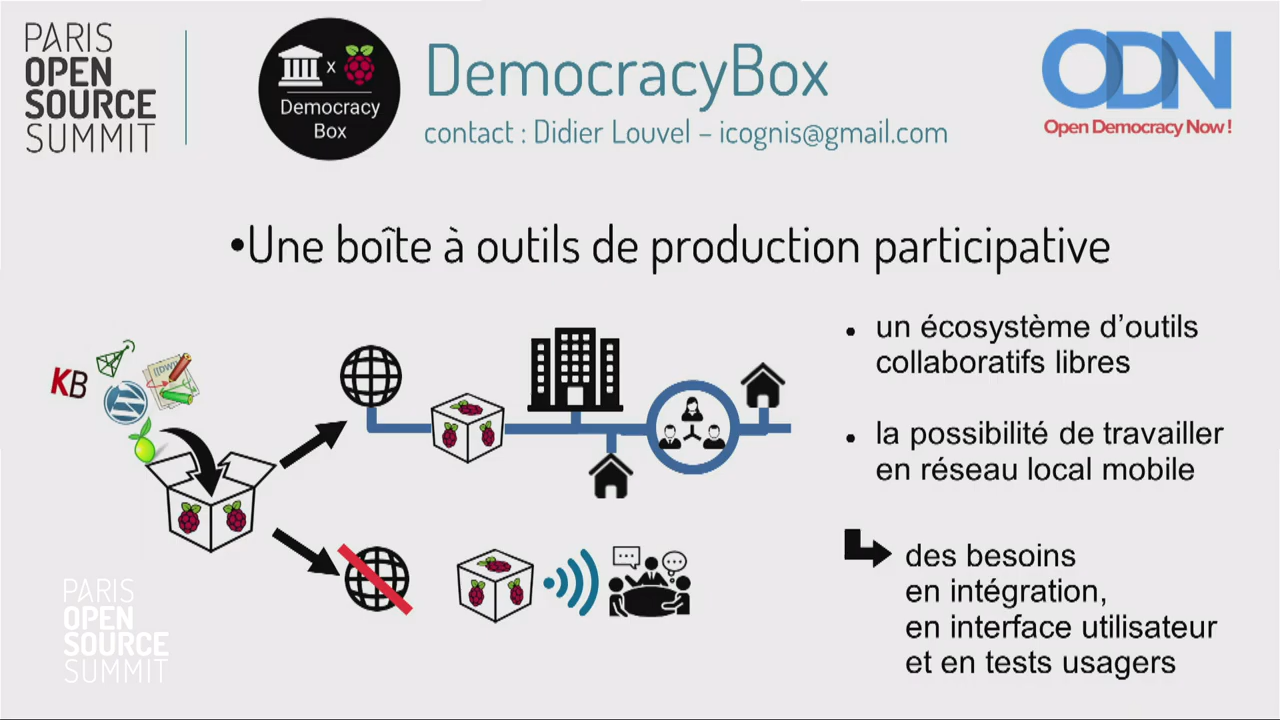 PARIS
OPEN
SOURCE
SUMMIT
x
Democracy
Box
DemocracyBox
contact : Didier Louvel – icognis@gmail.com
ODN
Open Democracy Now !
•Une boîte à outils de production participative
KB
W
• un écosystème d’outils
collaboratifs libres
• la possibilité de travailler
en réseau local mobile
des besoins
en intégration,
en interface utilisateur
et en tests usagers
PARIS
OPEN
SOURCE
SUMMIT